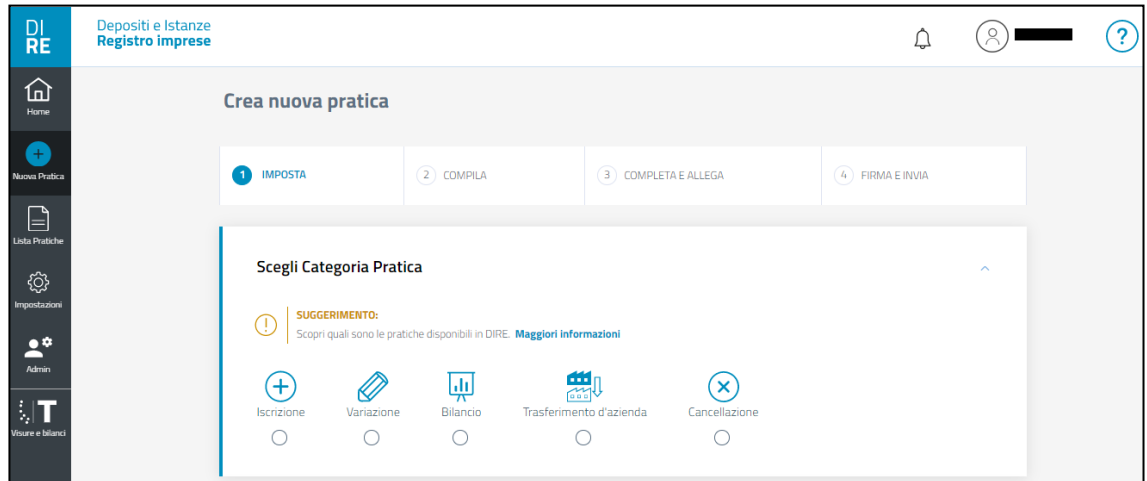 DI
RE
Depositi e Istanze
Registro imprese
?
Home
Nuova Pratica
Lista Pratiche
Impostazioni
Admin
T
Visure e bilanci
Crea nuova pratica
1 IMPOSTA
2 COMPILA
3 COMPLETA E ALLEGA
4 FIRMA E INVIA
Scegli Categoria Pratica
SUGGERIMENTO:
Scopri quali sono le pratiche disponibili in DIRE. Maggiori informazioni
Iscrizione
Variazione
Bilancio
Trasferimento d'azienda
Cancellazione